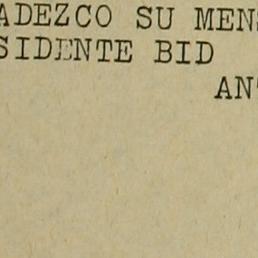 ADEZCO SU MEN
SIDENTE BID
AN